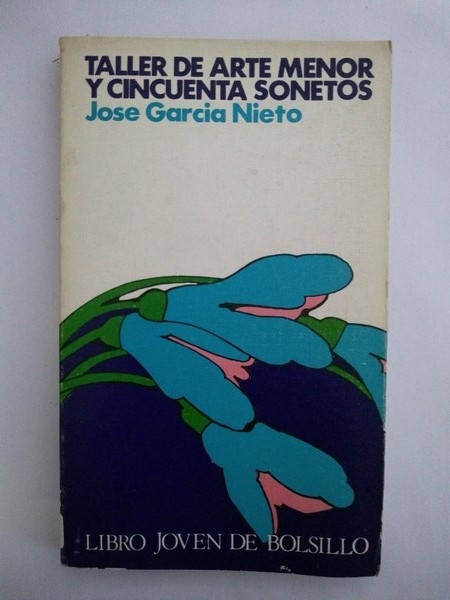 TALLER DE ARTE MENOR
Y CINCUENTA SONETOS
Jose Garcia Nieto
LIBRO JOVEN DE BOLSILLO